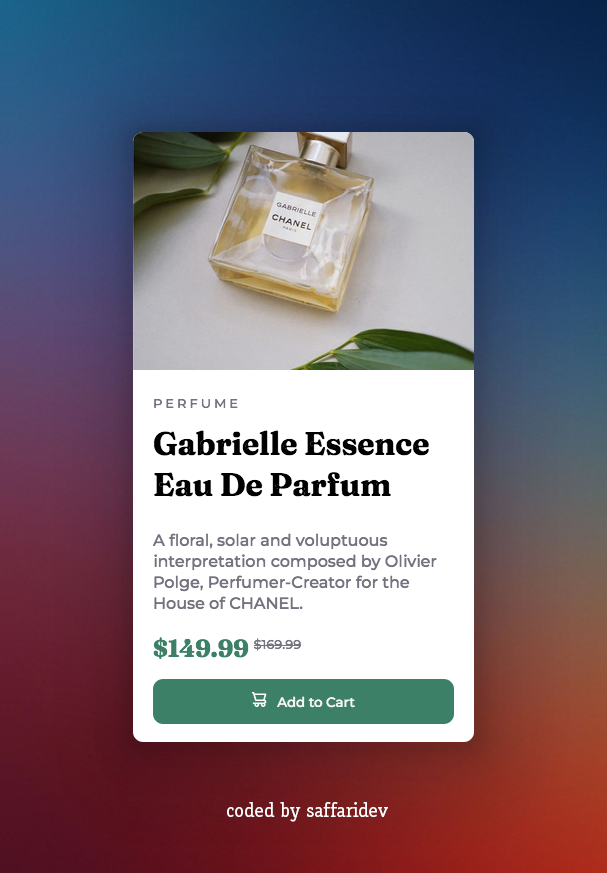 GABRIELLE
CHANEL
PARIS
PERFUME
Gabrielle Essence
Eau De Parfum
A floral, solar and voluptuous
interpretation composed by Olivier
Polge, Perfumer-Creator for the
House of CHANEL.
$149.99 $169.99
Add to Cart
coded by saffaridev